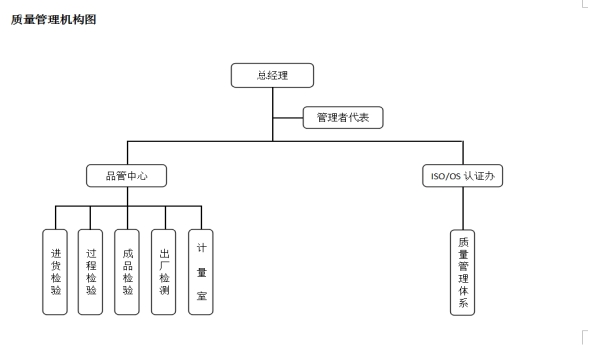 质量管理机构图
总经理
管理者代表
品管中心
ISO/OS 认证办
进货检验
过程检验
成品检验
出厂检测
计量室
质量管理体系